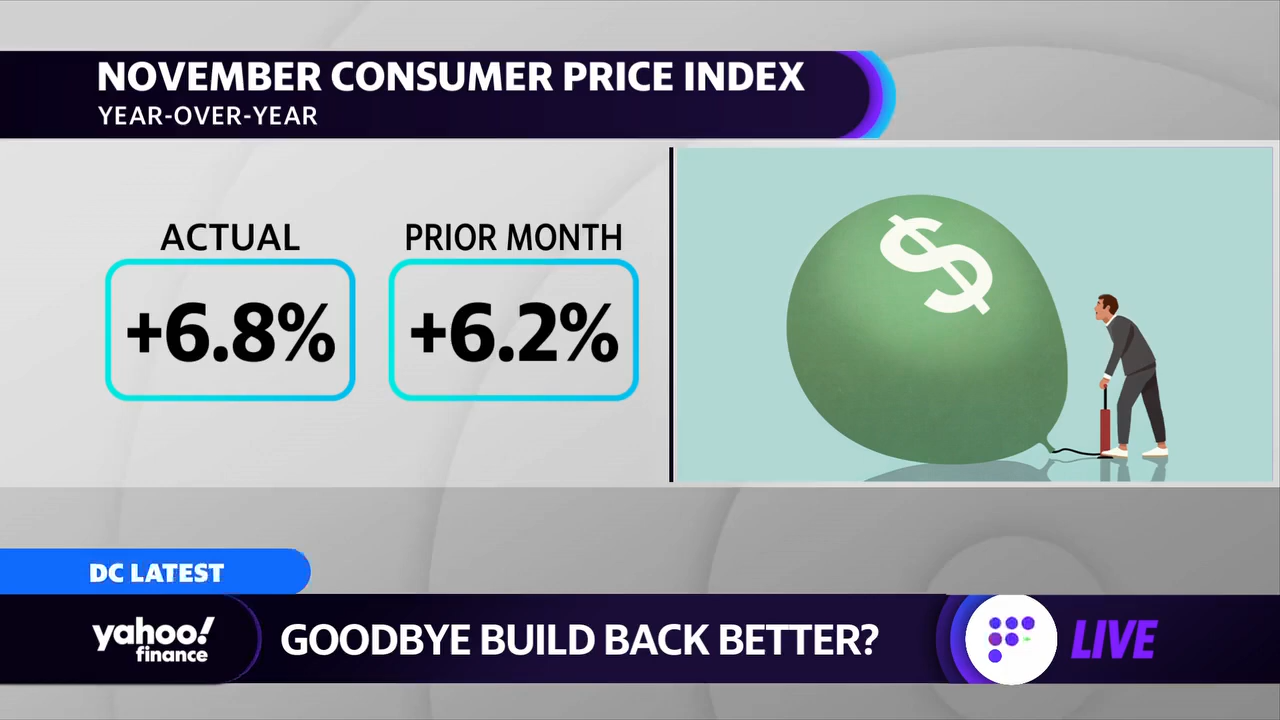 NOVEMBER CONSUMER PRICE INDEX
YEAR-OVER-YEAR
ACTUAL
PRIOR MONTH
+6.8%
+6.2%
$
DC LATEST
yahoo!
finance
GOODBYE BUILD BACK BETTER?
LIVE